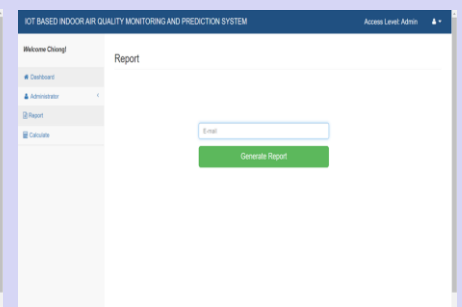 IOT BASED INDOOR AIR QUALITY MONITORING AND PREDICTION SYSTEM
Access Level: Admin
Welcome Chiong!
Report
Dashboard
Administrator
Report
Calculate
E-mail
Generate Report